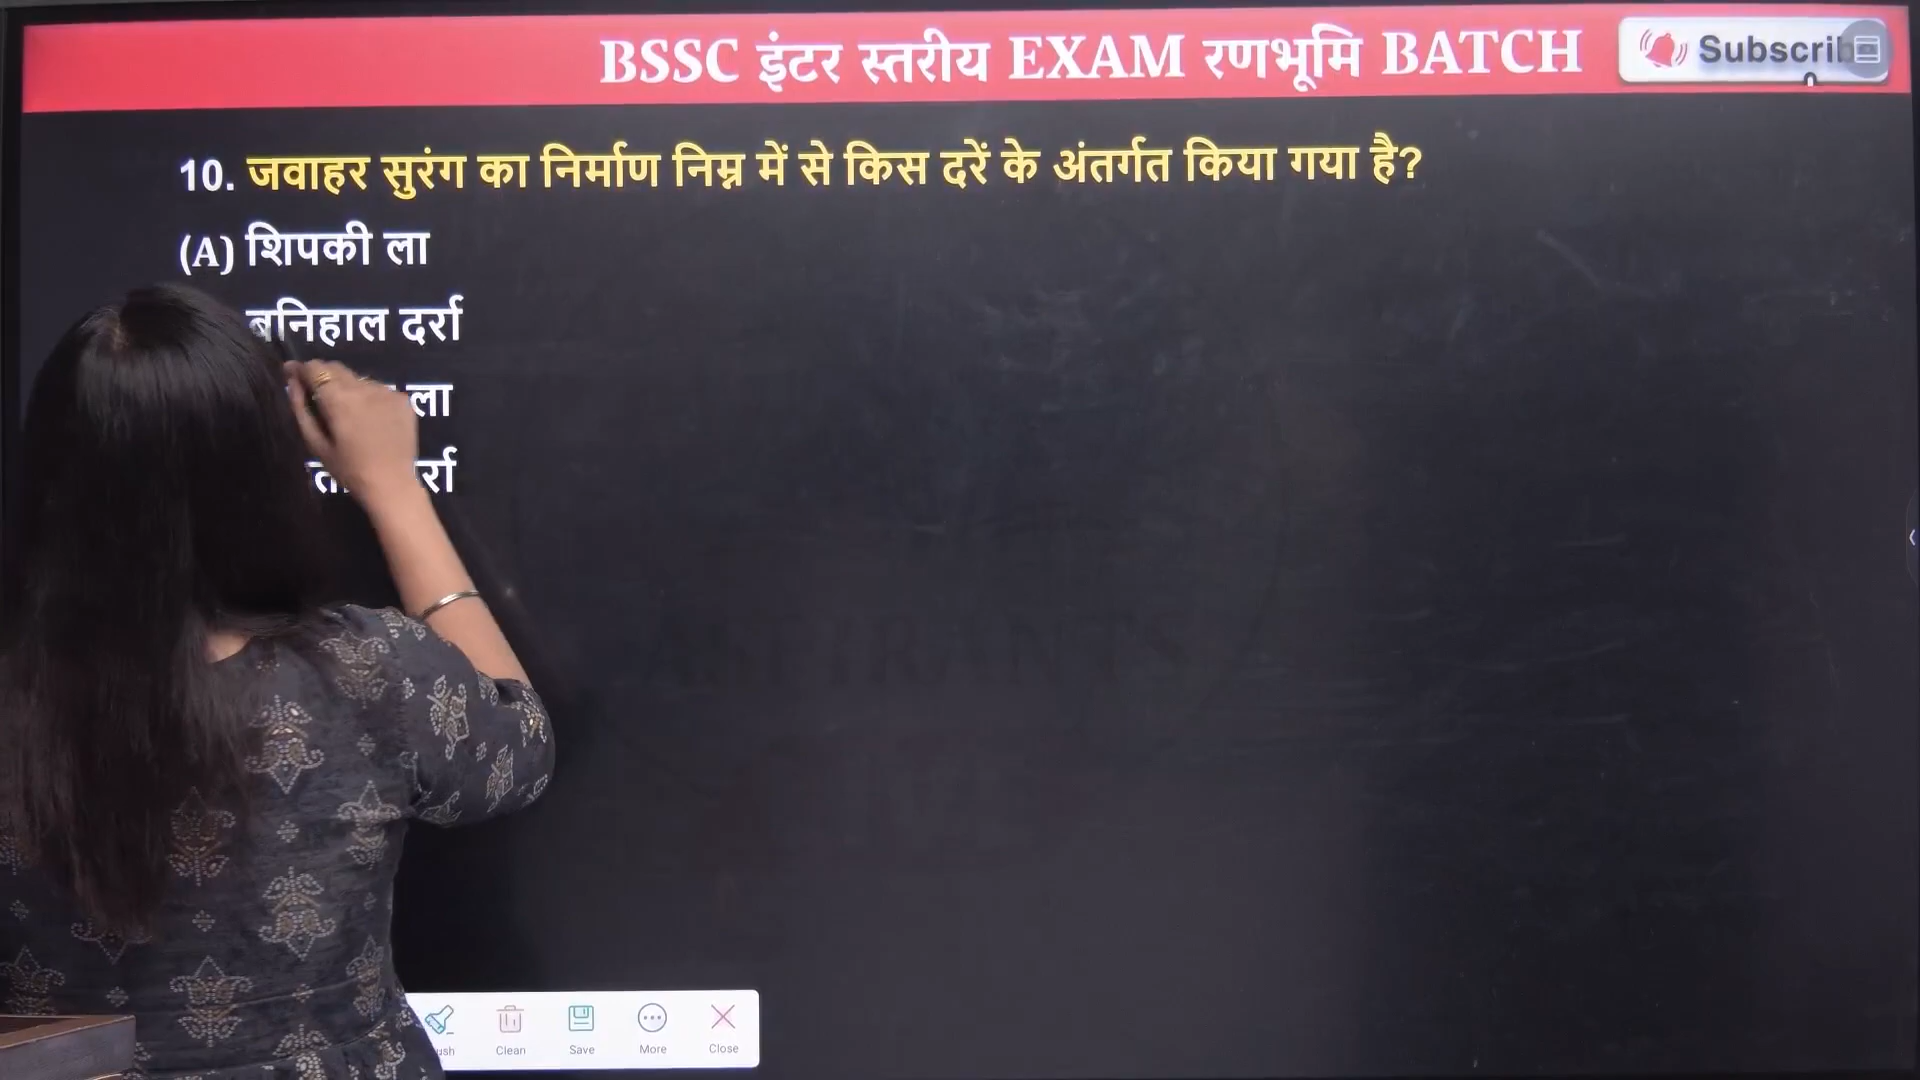 BSSC इंटर स्तरीय EXAM रणभूमि BATCH
Subscrib
10. जवाहर सुरंग का निर्माण निम्न में से किस दरें के अंतर्गत किया गया है?
(A) शिपकी ला
बनिहाल दर्रा
ला
Clean Save More Close